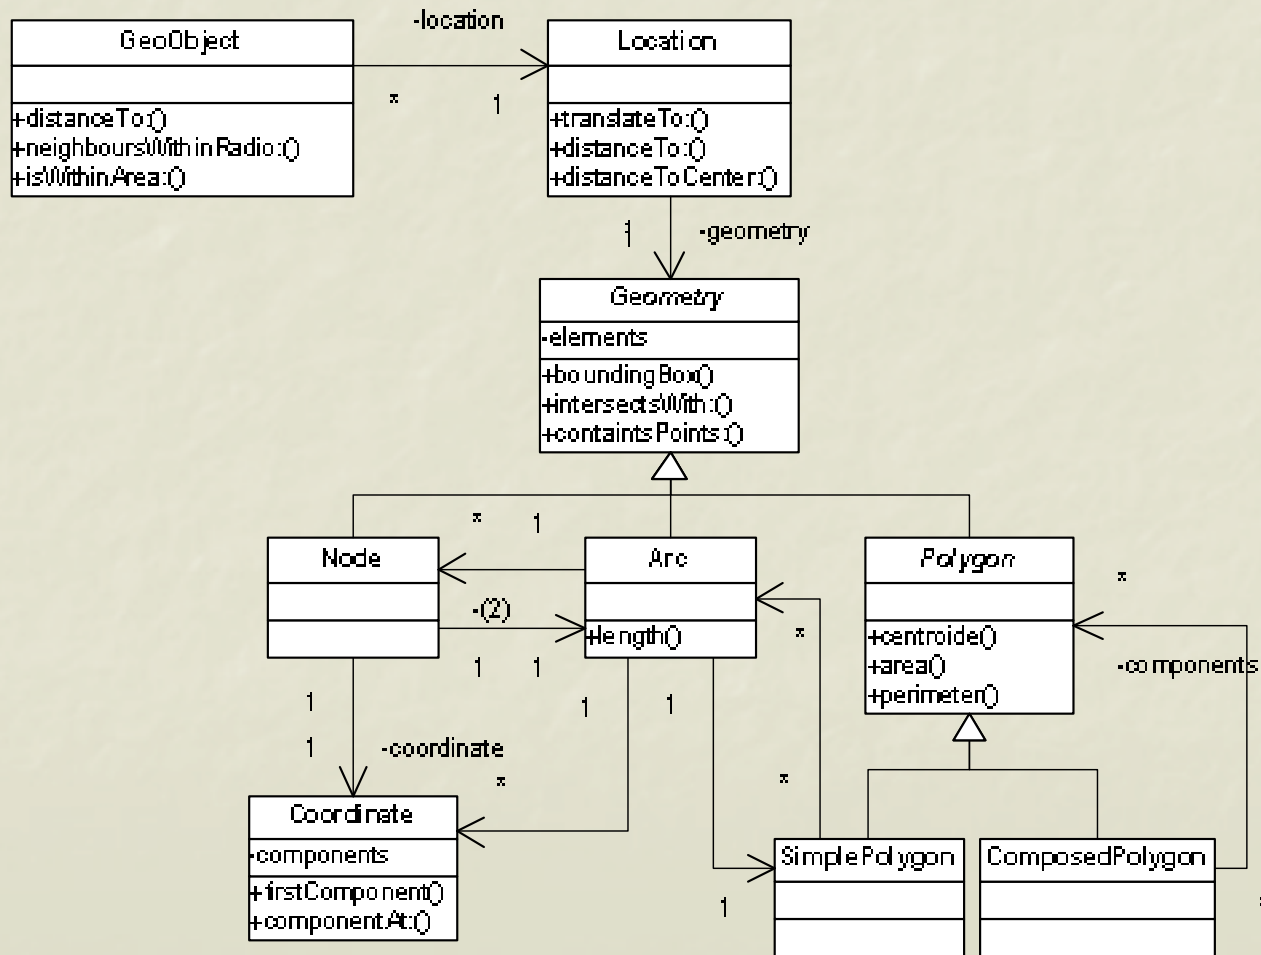 GeoObject
+distanceTo:()
+neighboursWithinRadio:()
+isWithinArea:()
-location
*
1
Location
+translateTo:()
+distanceTo:()
+distanceToCenter:()
1
-geometry
Geometry
-elements
+boundingBox()
+intersectsWith:()
+containtsPoints:()
*
1
Node
-(2)
1
1
Arc
+length()
*
Polygon
+centroide()
+area()
+perimeter()
*
-components
1
1
-coordinate
1
*
1
*
1
Coordinate
-components
+firstComponent()
+componentAt:()
SimplePolygon
ComposedPolygon